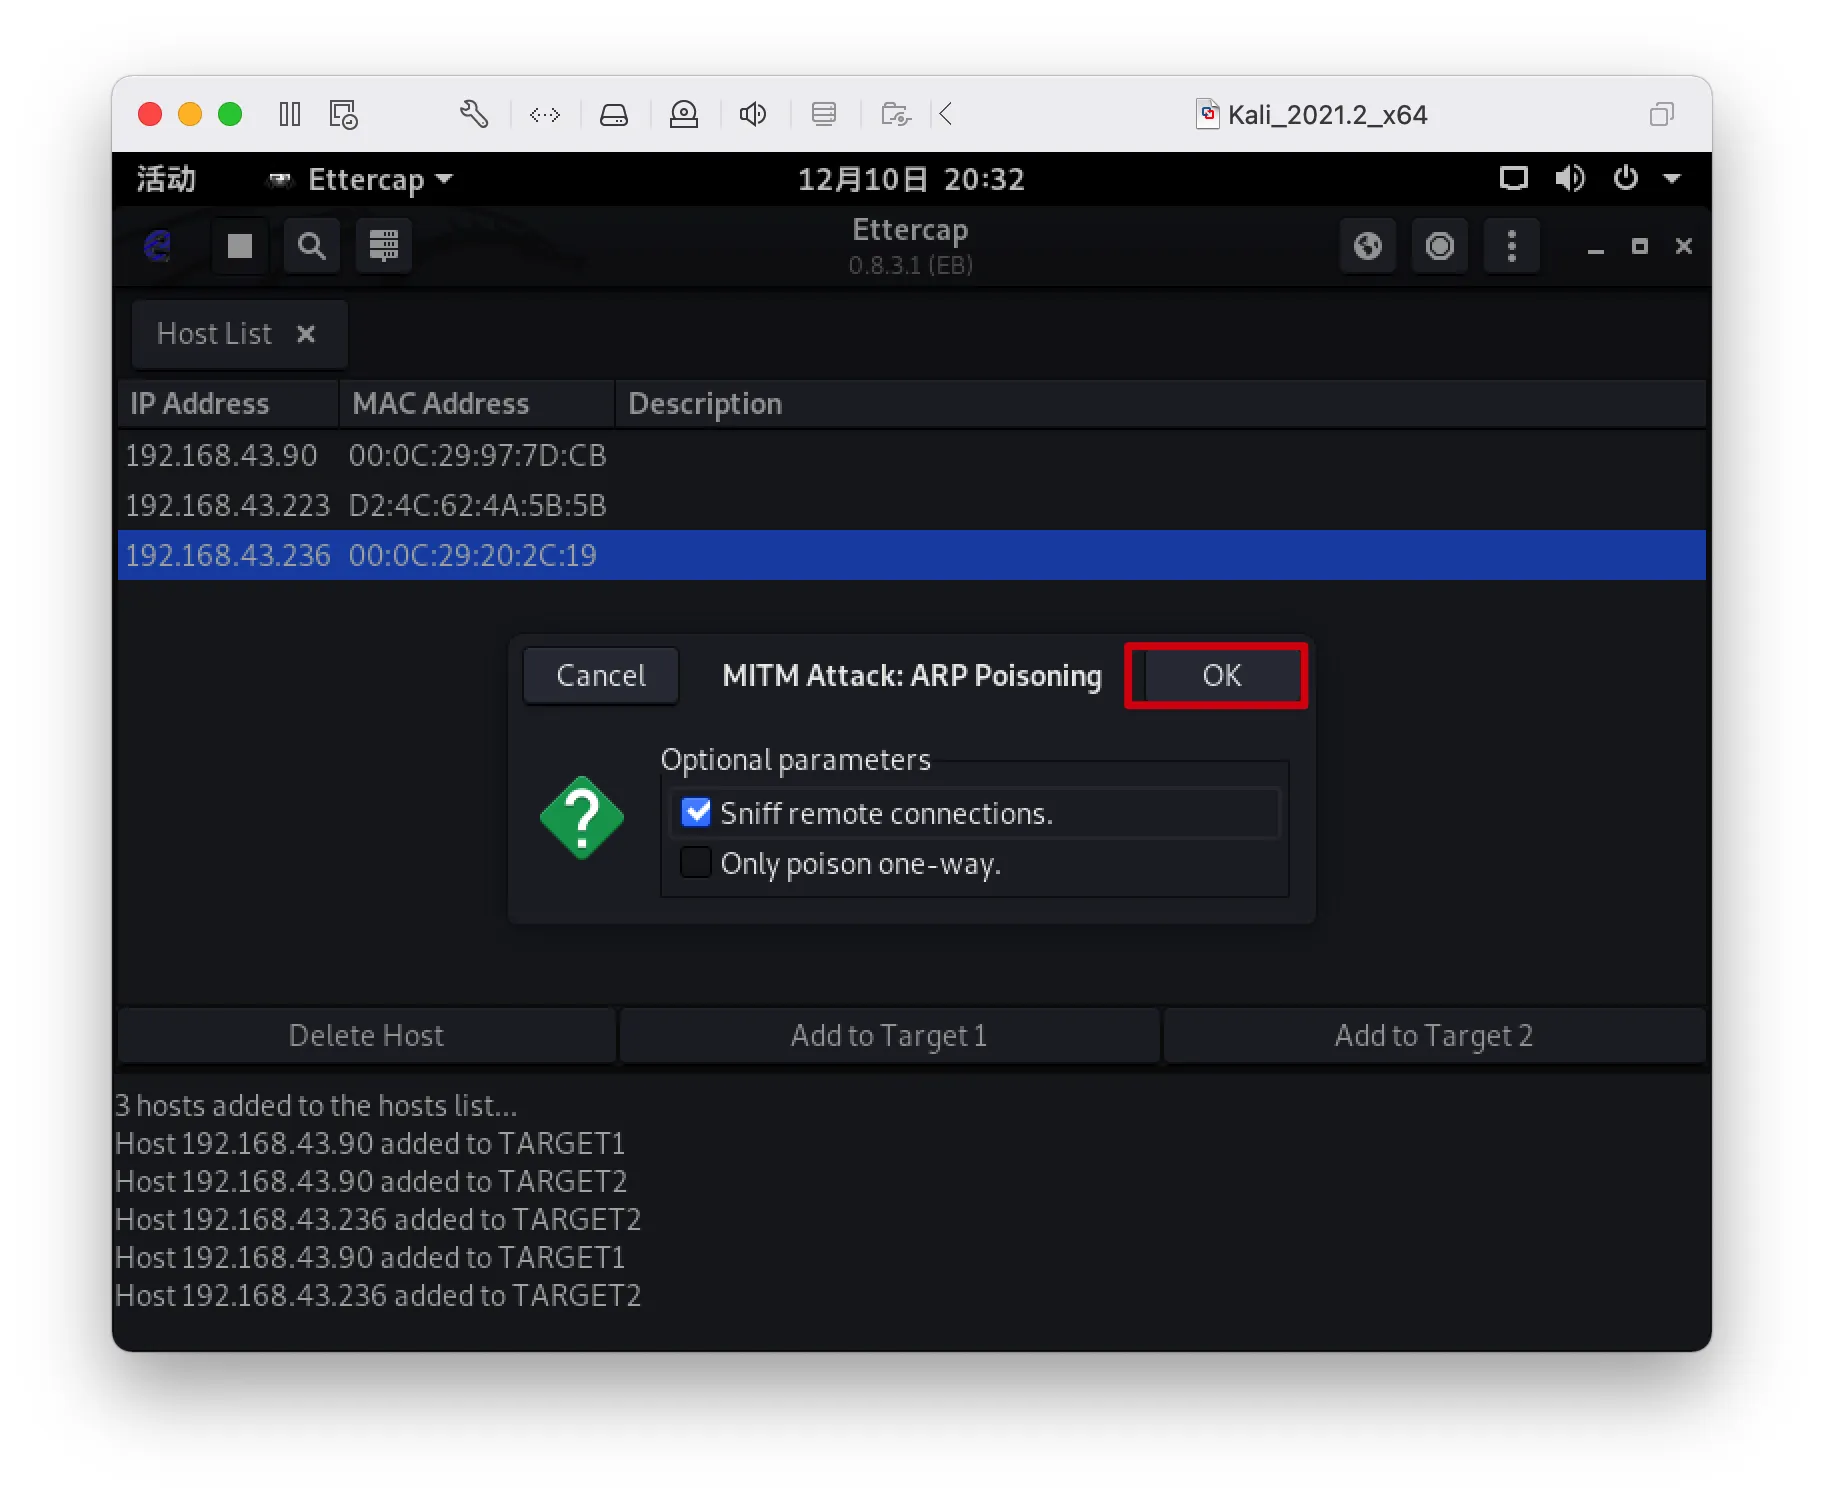 Kali_2021.2_x64
活动 Ettercap 12月10日 20:32
Ettercap
0.8.3.1 (EB)
Host List
IP Address MAC Address Description
192.168.43.90 00:0C:29:97:7D:CB
192.168.43.223 D2:4C:62:4A:5B:5B
192.168.43.236 00:0C:29:20:2C:19
Cancel MITM Attack: ARP Poisoning OK
Optional parameters
Sniff remote connections.
Only poison one-way.
Delete Host Add to Target 1 Add to Target 2
3 hosts added to the hosts list...
Host 192.168.43.90 added to TARGET1
Host 192.168.43.90 added to TARGET2
Host 192.168.43.236 added to TARGET2
Host 192.168.43.90 added to TARGET1
Host 192.168.43.236 added to TARGET2